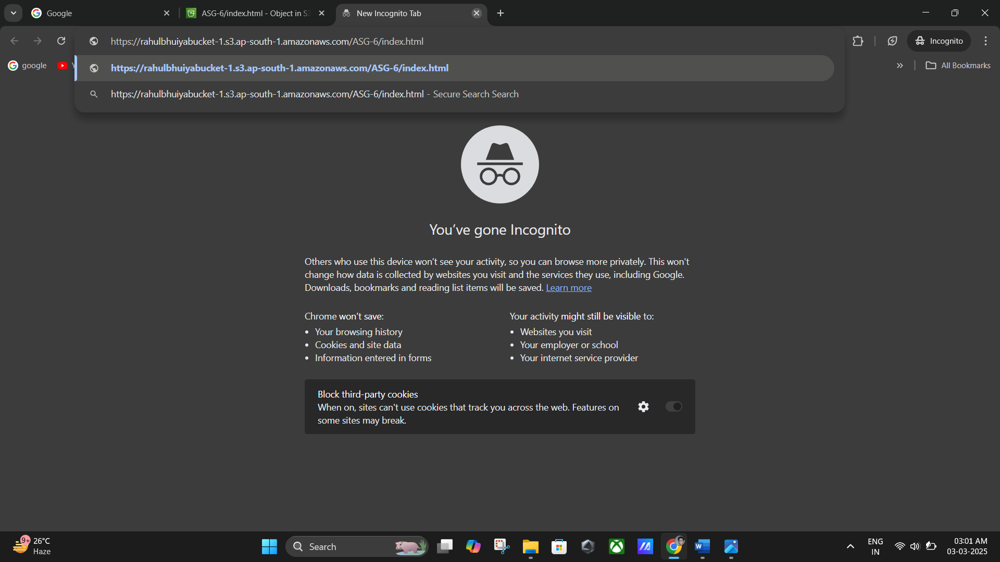 Google
ASG-6/index.html - Object in S3
New Incognito Tab
https://rahulbhuiyabucket-1.s3.ap-south-1.amazonaws.com/ASG-6/index.html
Incognito
google
https://rahulbhuiyabucket-1.s3.ap-south-1.amazonaws.com/ASG-6/index.html
All Bookmarks
https://rahulbhuiyabucket-1.s3.ap-south-1.amazonaws.com/ASG-6/index.html - Secure Search Search
You've gone Incognito
Others who use this device won't see your activity, so you can browse more privately. This won't
change how data is collected by websites you visit and the services they use, including Google.
Downloads, bookmarks and reading list items will be saved. Learn more
Chrome won't save:
Your browsing history
Cookies and site data
Information entered in forms
Your activity might still be visible to:
Websites you visit
Your employer or school
Your internet service provider
Block third-party cookies
When on, sites can't use cookies that track you across the web. Features on
some sites may break.
9+
26°C
Haze
Search
ENG
IN
03:01 AM
03-03-2025